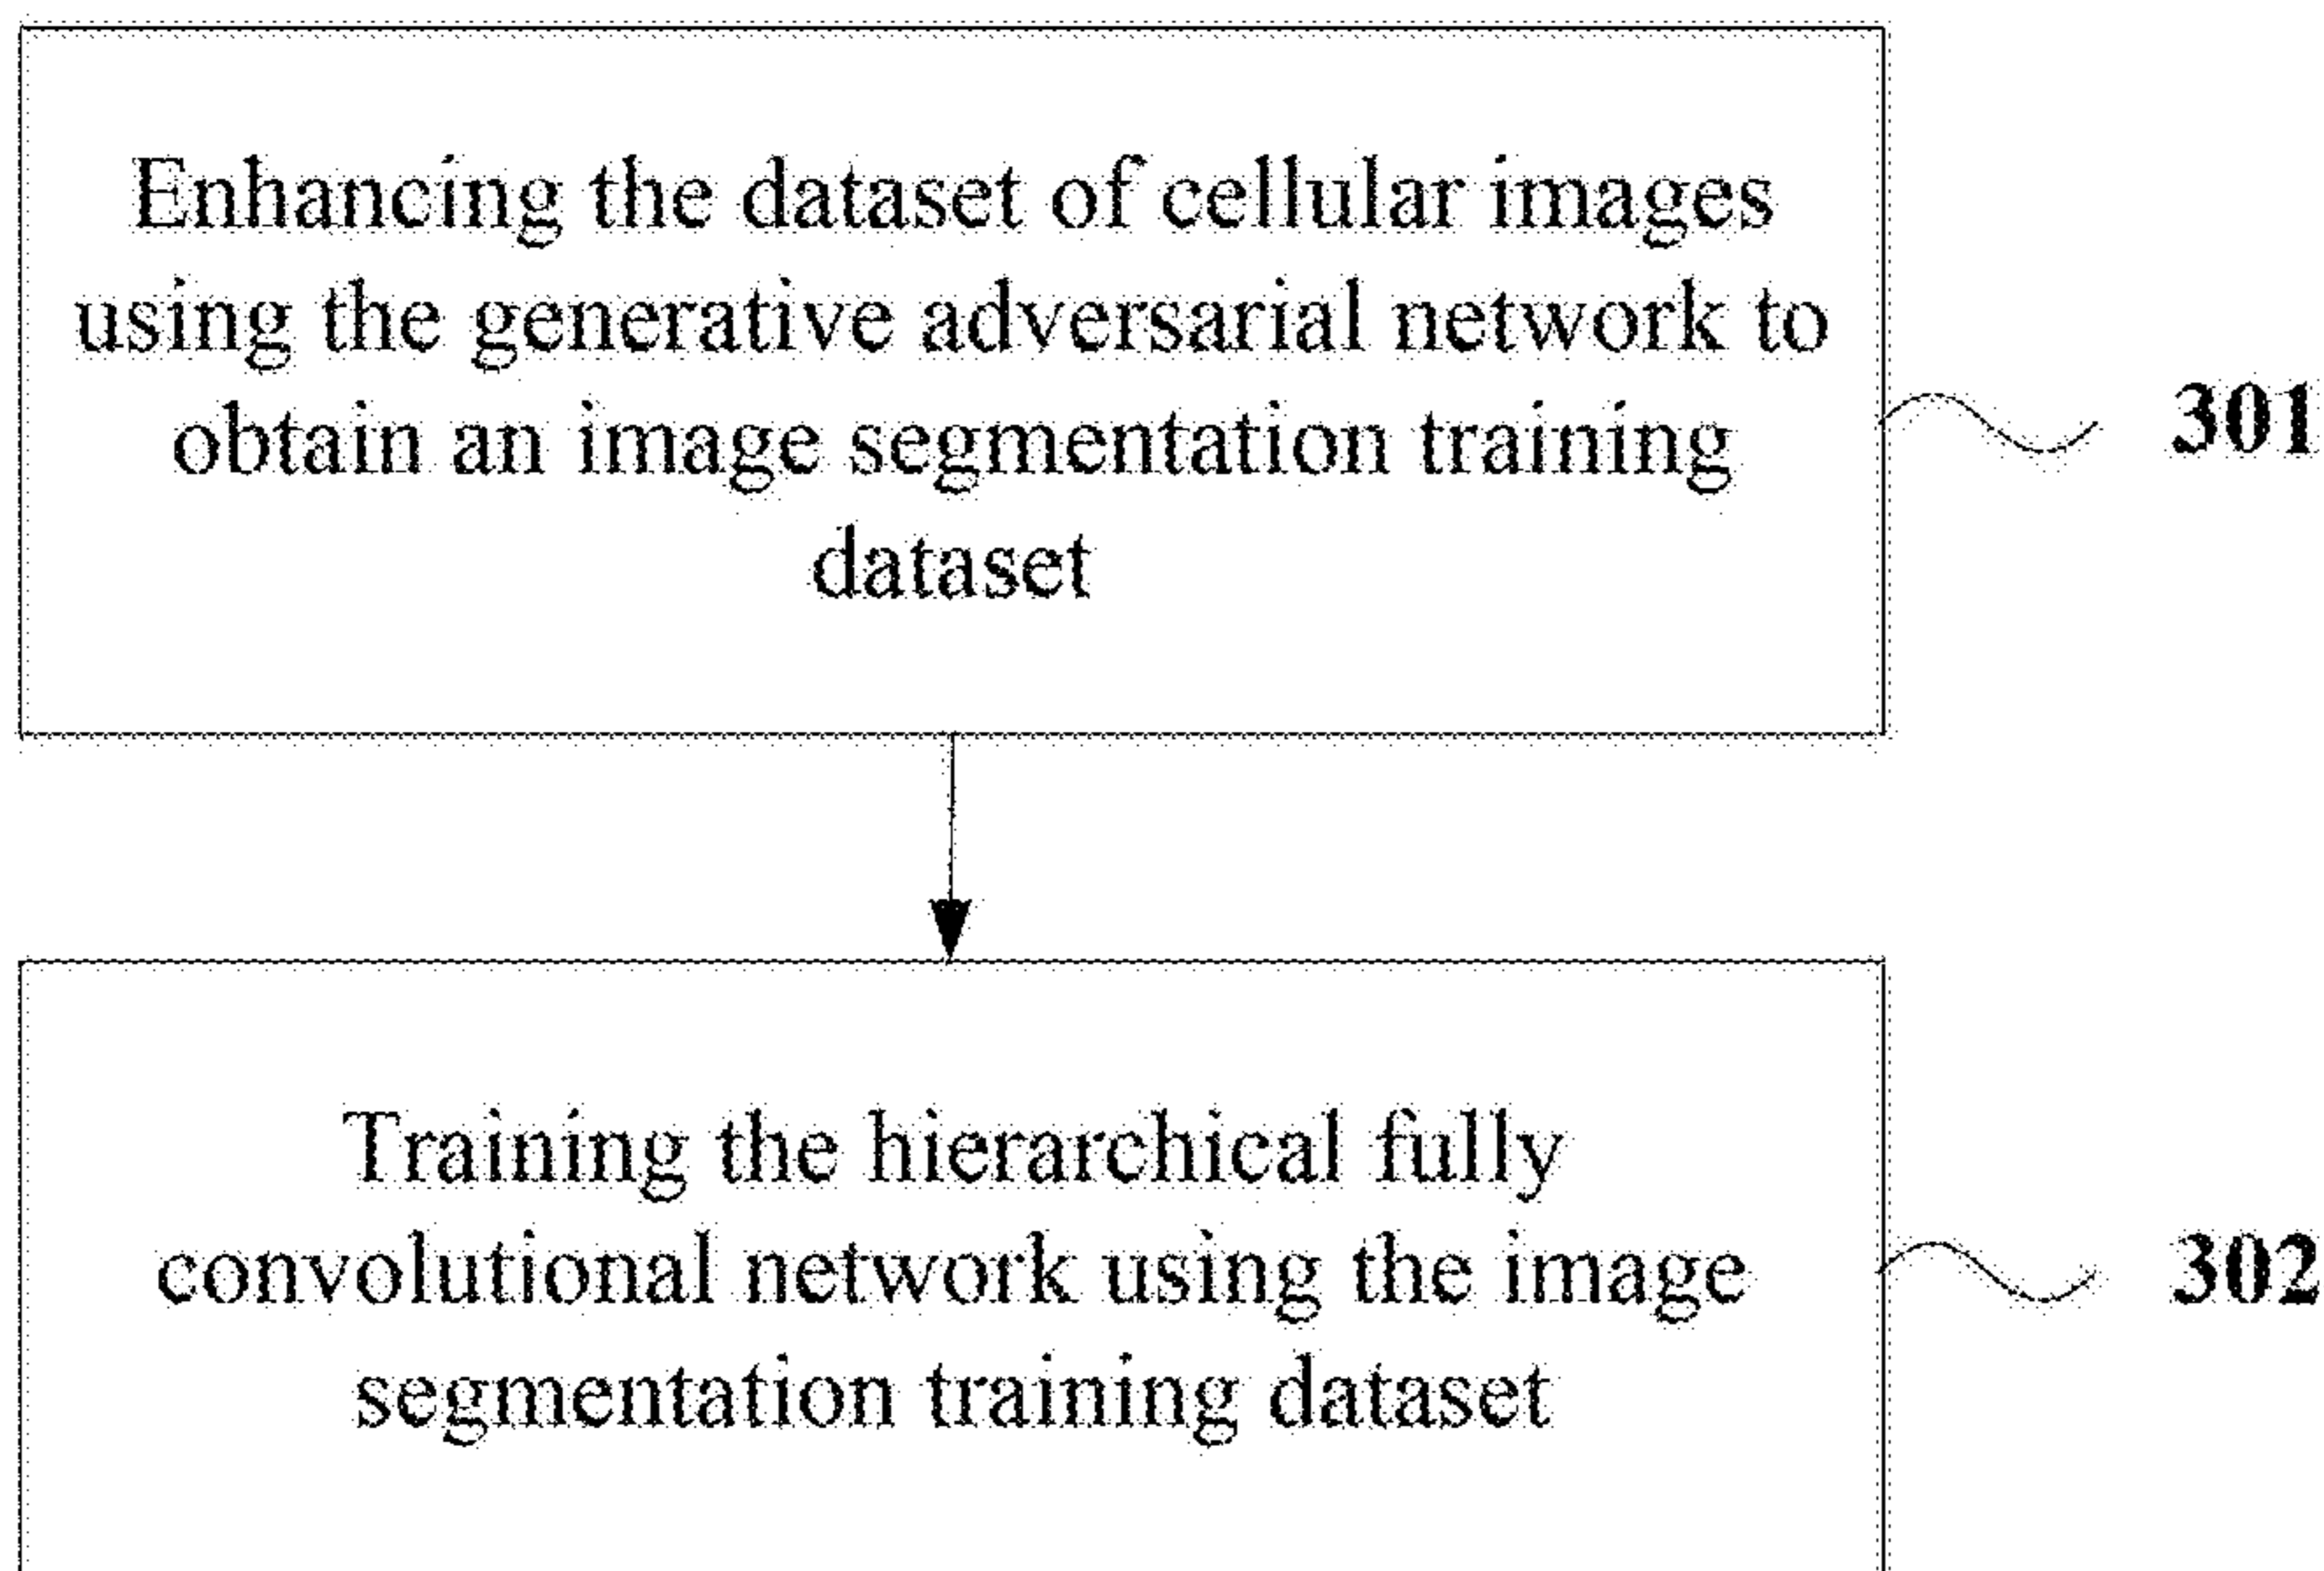 Enhancing the dataset of cellular images
using the generative adversarial network to
obtain an image segmentation training
dataset
301
Training the hierarchical fully
convolutional network using the image
segmentation training dataset
302